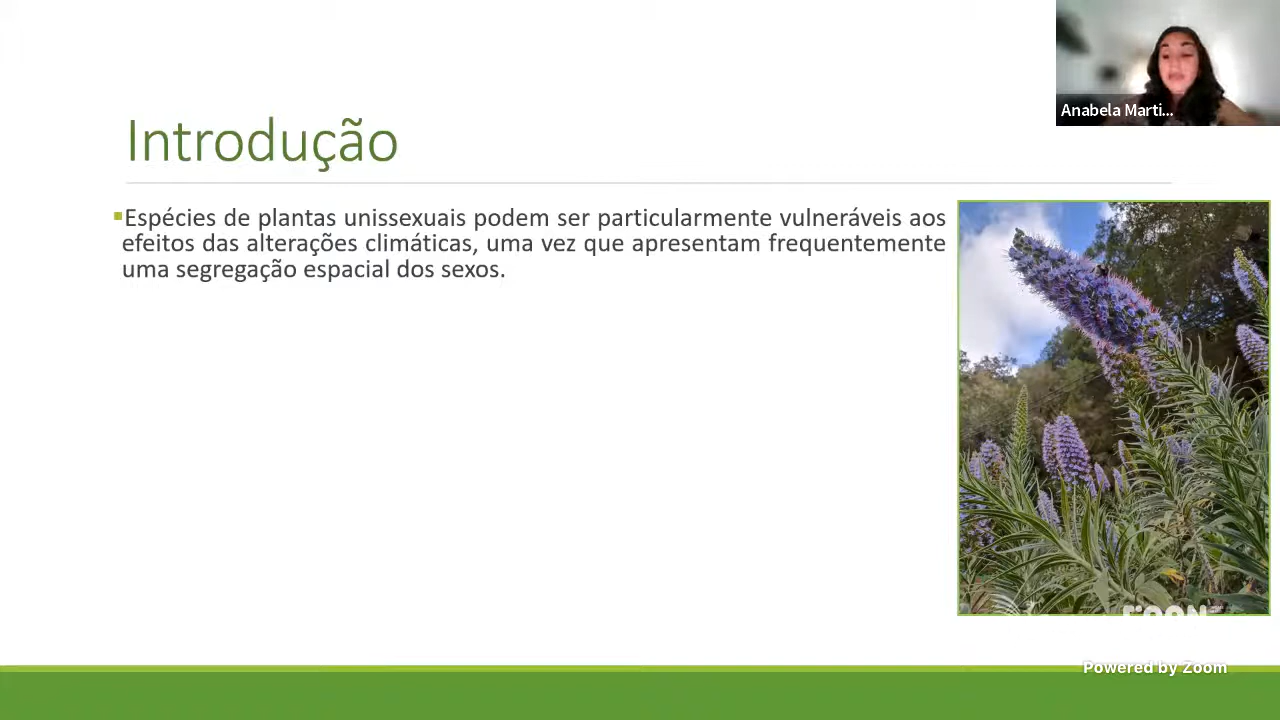 Anabela Marti...
Introdução
Espécies de plantas unissexuais podem ser particularmente vulneráveis aos
efeitos das alterações climáticas, uma vez que apresentam frequentemente
uma segregação espacial dos sexos.
Powered by Zoom